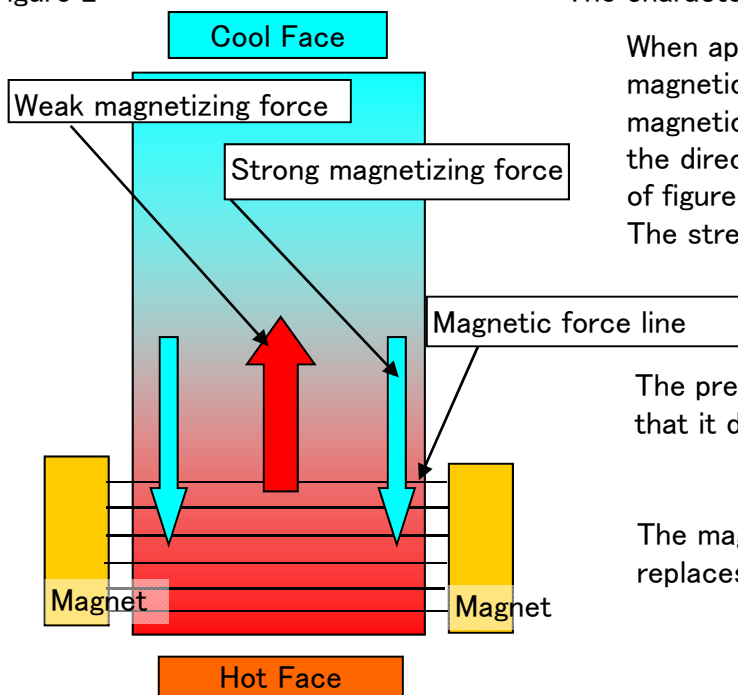 Cool Face
When ap
magnetic
Weak magnetizing force
magnetic
the direc
Strong magnetizing force
of figure
The stre
Magnetic force line
The pre
that it d
The mag
replaces
Magnet
Magnet
Hot Face